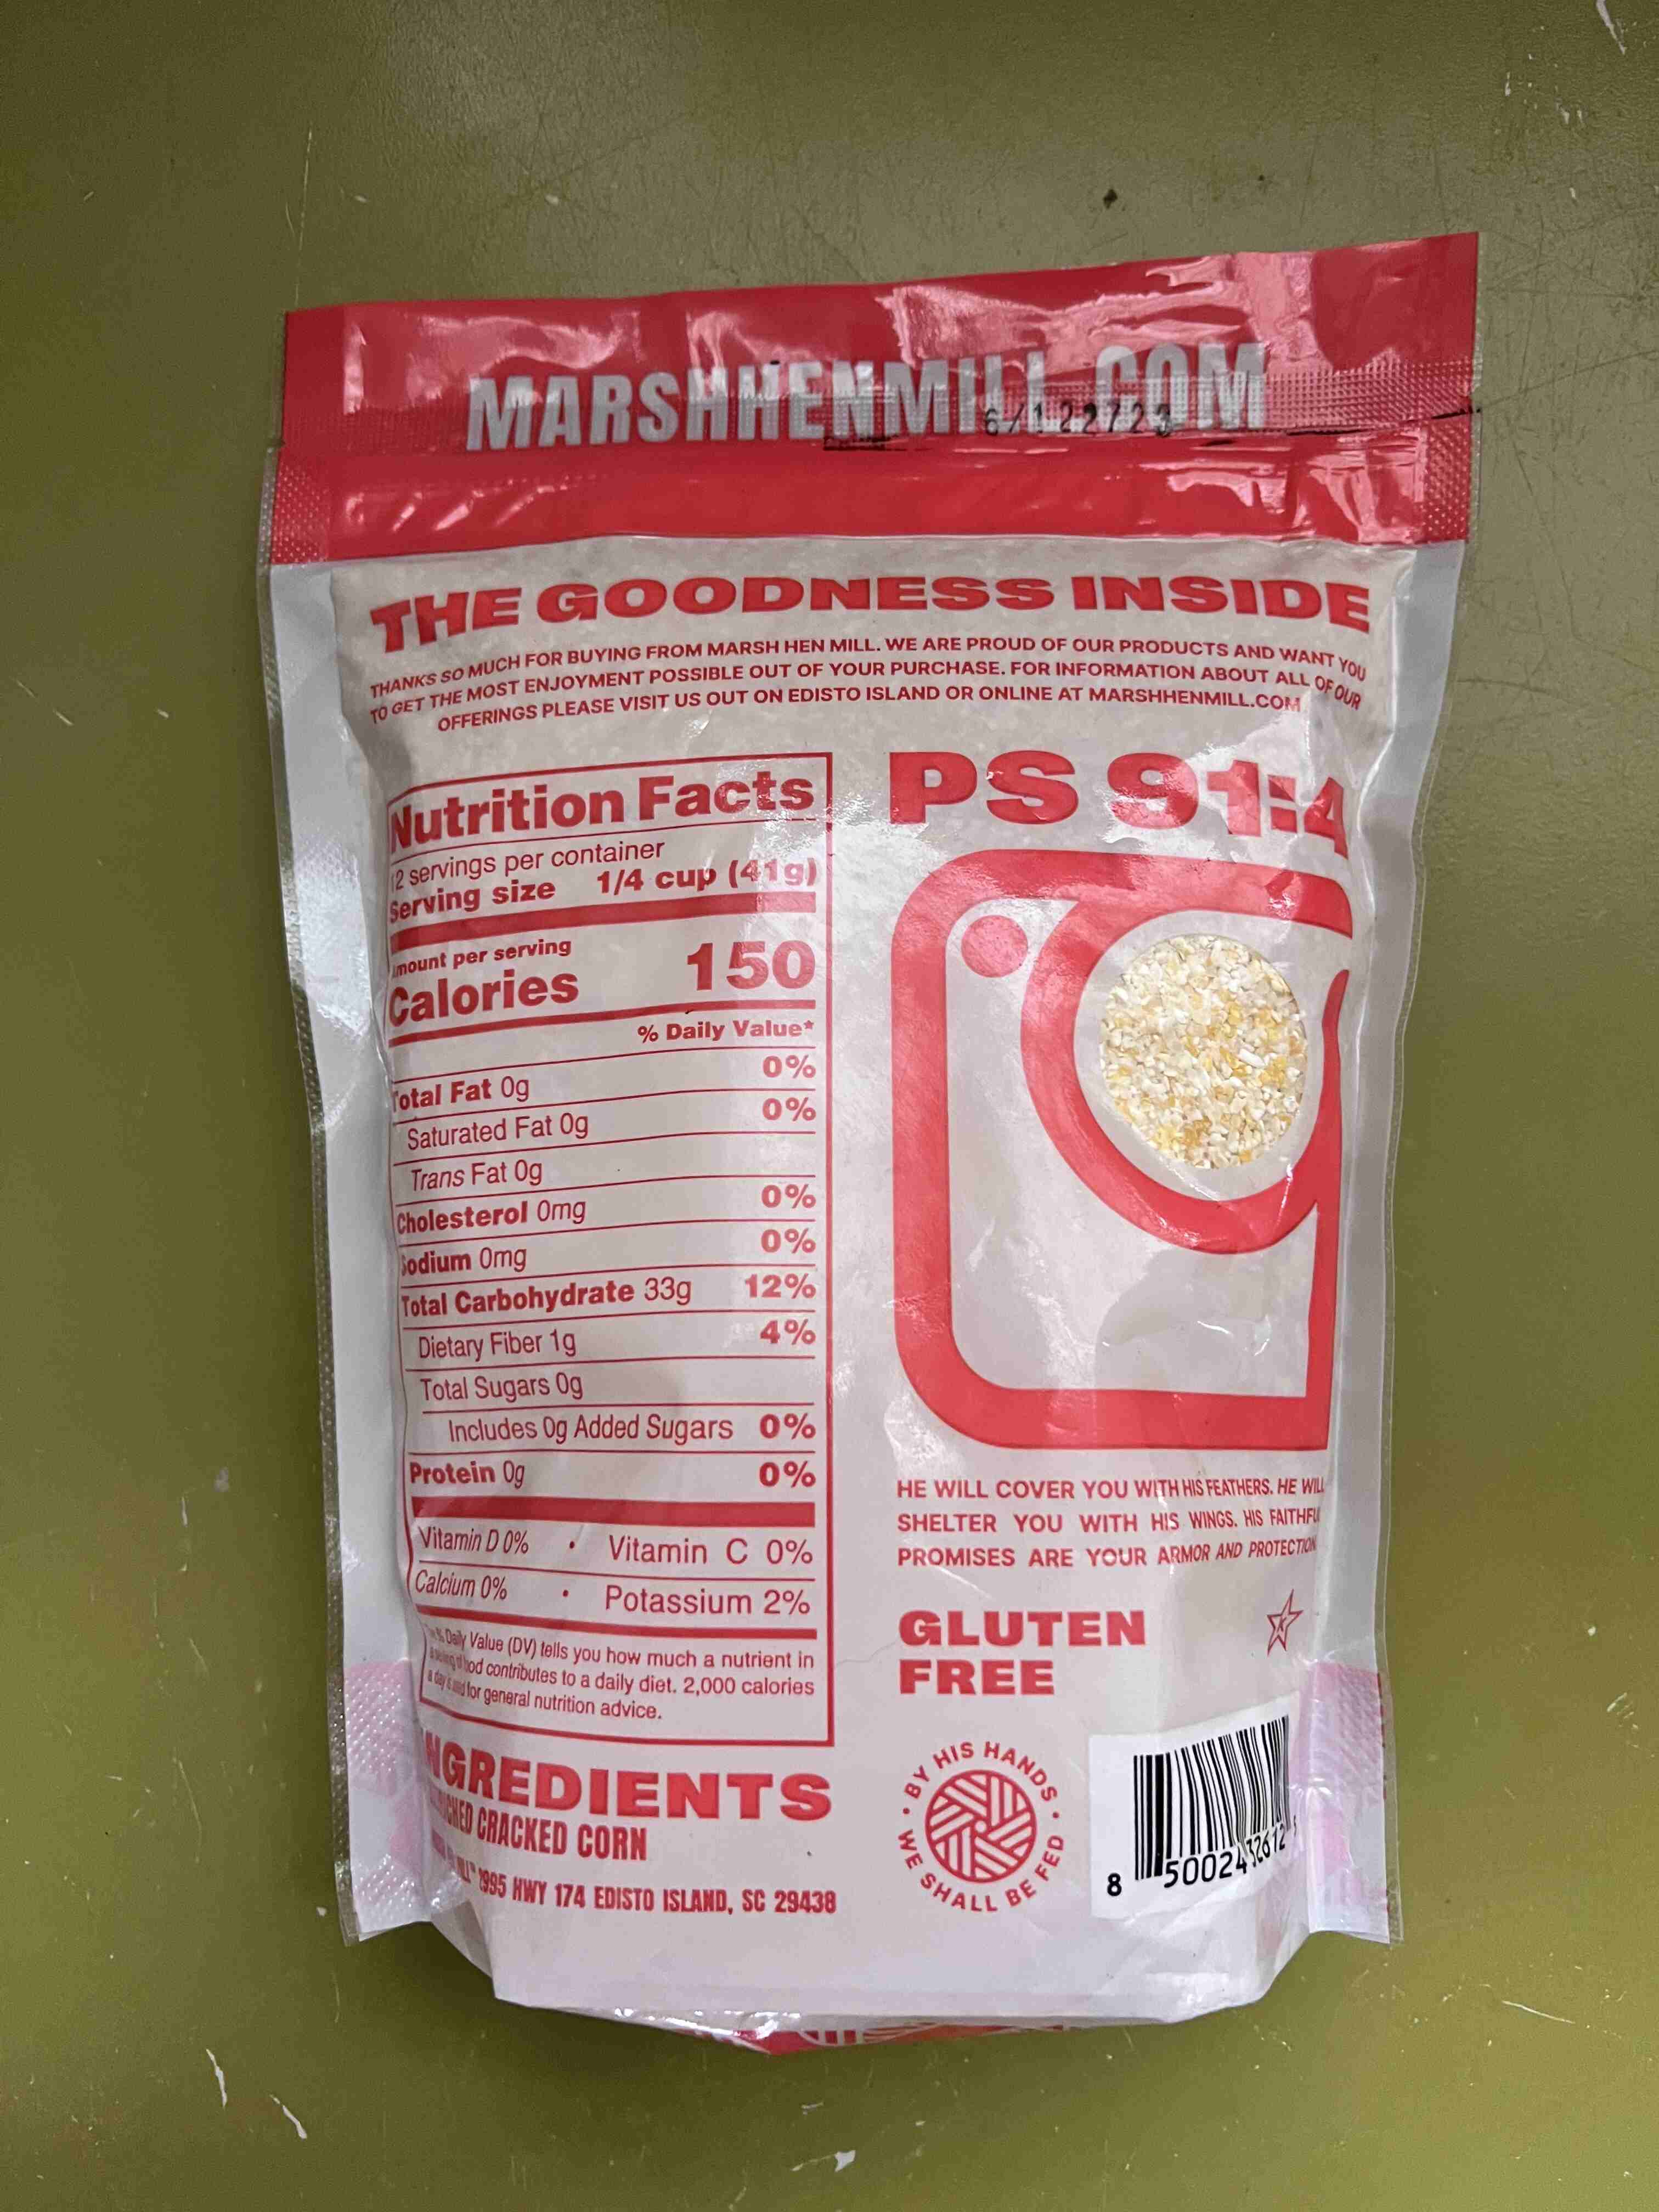 MARSHHENMILL.COM
THE GOODNESS INSIDE
THANKS SO MUCH FOR BUYING FROM MARSH HEN MILL. WE ARE PROUD OF OUR PRODUCTS AND WANT YOU
TO GET THE MOST ENJOYMENT POSSIBLE OUT OF YOUR PURCHASE. FOR INFORMATION ABOUT ALL OF OUR
OFFERINGS PLEASE VISIT US OUT ON EDISTO ISLAND OR ONLINE AT MARSHHENMILL.COM
Nutrition Facts
12 servings per container
Serving size 1/4 cup (41g)
Amount per serving
Calories 150
% Daily Value*
Total Fat 0g 0%
Saturated Fat 0g 0%
Trans Fat 0g
Cholesterol 0mg 0%
Sodium 0mg 0%
Total Carbohydrate 33g 12%
Dietary Fiber 1g 4%
Total Sugars 0g
Includes 0g Added Sugars 0%
Protein 0g 0%
Vitamin D 0% • Vitamin C 0%
Calcium 0% • Potassium 2%
% Daily Value (DV) tells you how much a nutrient in
a serving of food contributes to a daily diet. 2,000 calories
a day is used for general nutrition advice.
INGREDIENTS
CRACKED CORN
HWY 174 EDISTO ISLAND, SC 29438
PS 91:4
HE WILL COVER YOU WITH HIS FEATHERS. HE WILL
SHELTER YOU WITH HIS WINGS. HIS
PROMISES ARE YOUR ARMOR AND PROTECTION
GLUTEN
FREE
K
• BY HIS HANDS •
WE SHALL BE FED
8